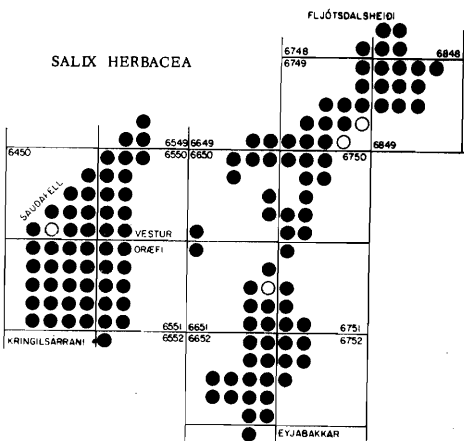 FLJÓTSDALSHEIÐI
SALIX HERBACEA
6748 6848
6749
6549 6649
6450 6550 6650 6750 6849
SAUÐAFELL
VESTUR
ÖRÆFI
6551 6651 6751
KRINGILSÁRRANI 6552 6652 6752
EYJABAKKAR